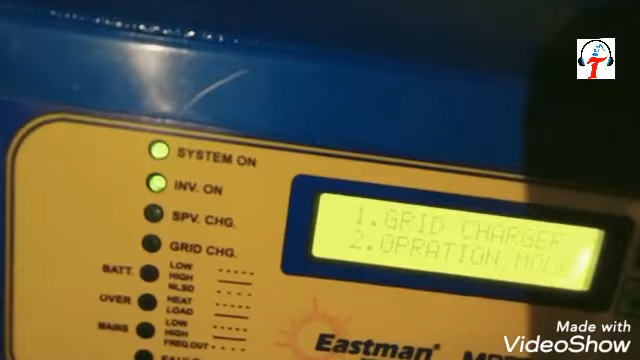 SYSTEM ON
INV. ON
SPV. CHG.
GRID CHG.
BATT. LOW
HIGH
NLSD
OVER HEAT
LOAD
MAINS LOW
HIGH
FREQ.OUT
1.GRID CHARGER
2.OPRATION MODE
Eastman
Made with
VideoShow